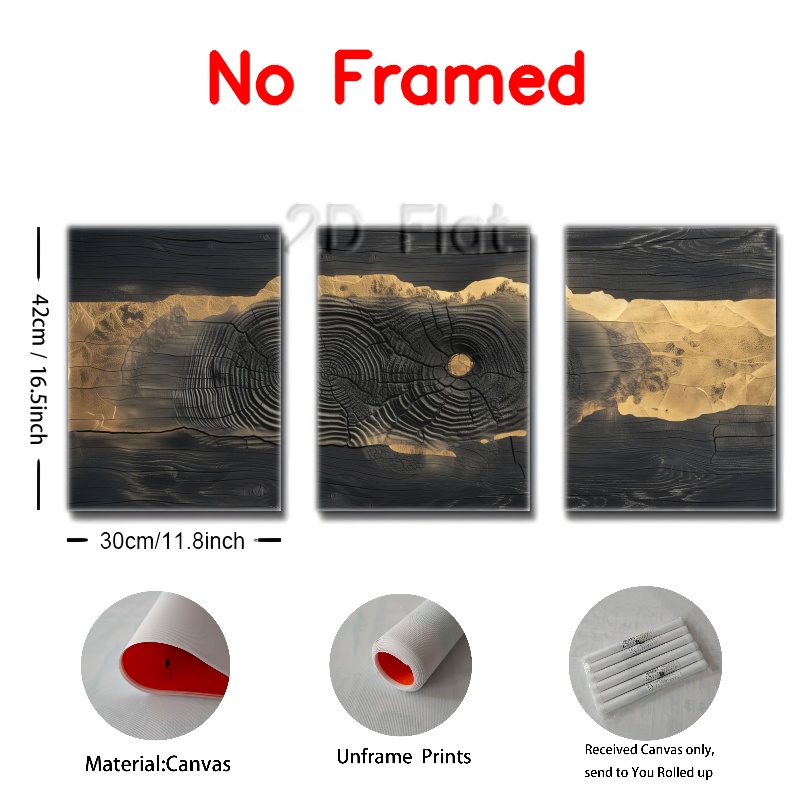 No Framed
2D Flat
42cm / 16.5inch
30cm/11.8inch
Material:Canvas
Unframe Prints
Received Canvas only,
send to You Rolled up